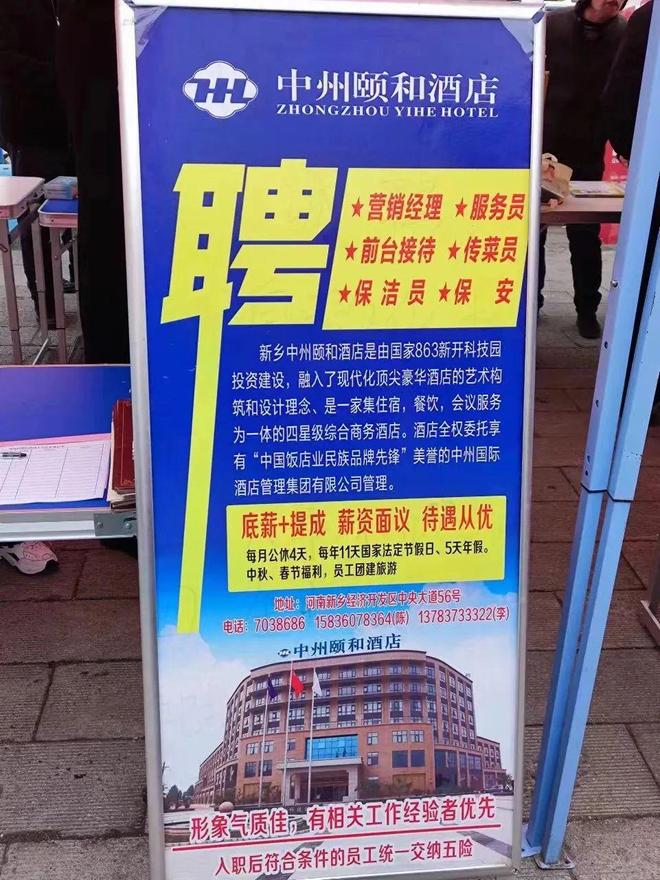 中州颐和酒店
ZHONGZHOU YIHE HOTEL
聘
★营销经理 ★服务员
★前台接待 ★传菜员
★保洁员 ★保 安
新乡中州颐和酒店是由国家863新开科技园
投资建设，融入了现代化顶尖豪华酒店的艺术构
筑和设计理念、是一家集住宿，餐饮，会议服务
为一体的四星级综合商务酒店。酒店全权委托享
有“中国饭店业民族品牌先锋”美誉的中州国际
酒店管理集团有限公司管理。
底薪+提成 薪资面议 待遇从优
每月公休4天，每年11天国家法定节假日、5天年假。
中秋、春节福利，员工团建旅游
地址：河南新乡经济开发区中央大道56号
电话：7038686 15836078364(陈) 13783733322(李)
中州颐和酒店
形象气质佳，有相关工作经验者优先
入职后符合条件的员工统一交纳五险